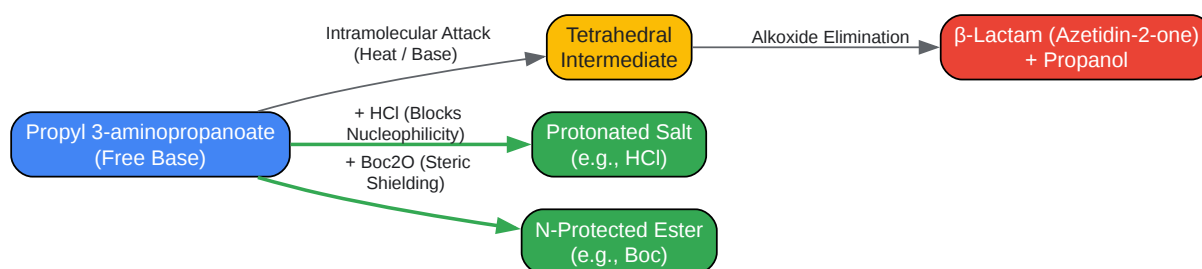 Intramolecular Attack
(Heat / Base)
Tetrahedral
Intermediate
Alkoxide Elimination
β-Lactam (Azetidin-2-one)
+ Propanol
Propyl 3-aminopropanoate
(Free Base)
+ HCl (Blocks
Nucleophilicity)
Protonated Salt
(e.g., HCl)
+ Boc2O (Steric
Shielding)
N-Protected Ester
(e.g., Boc)